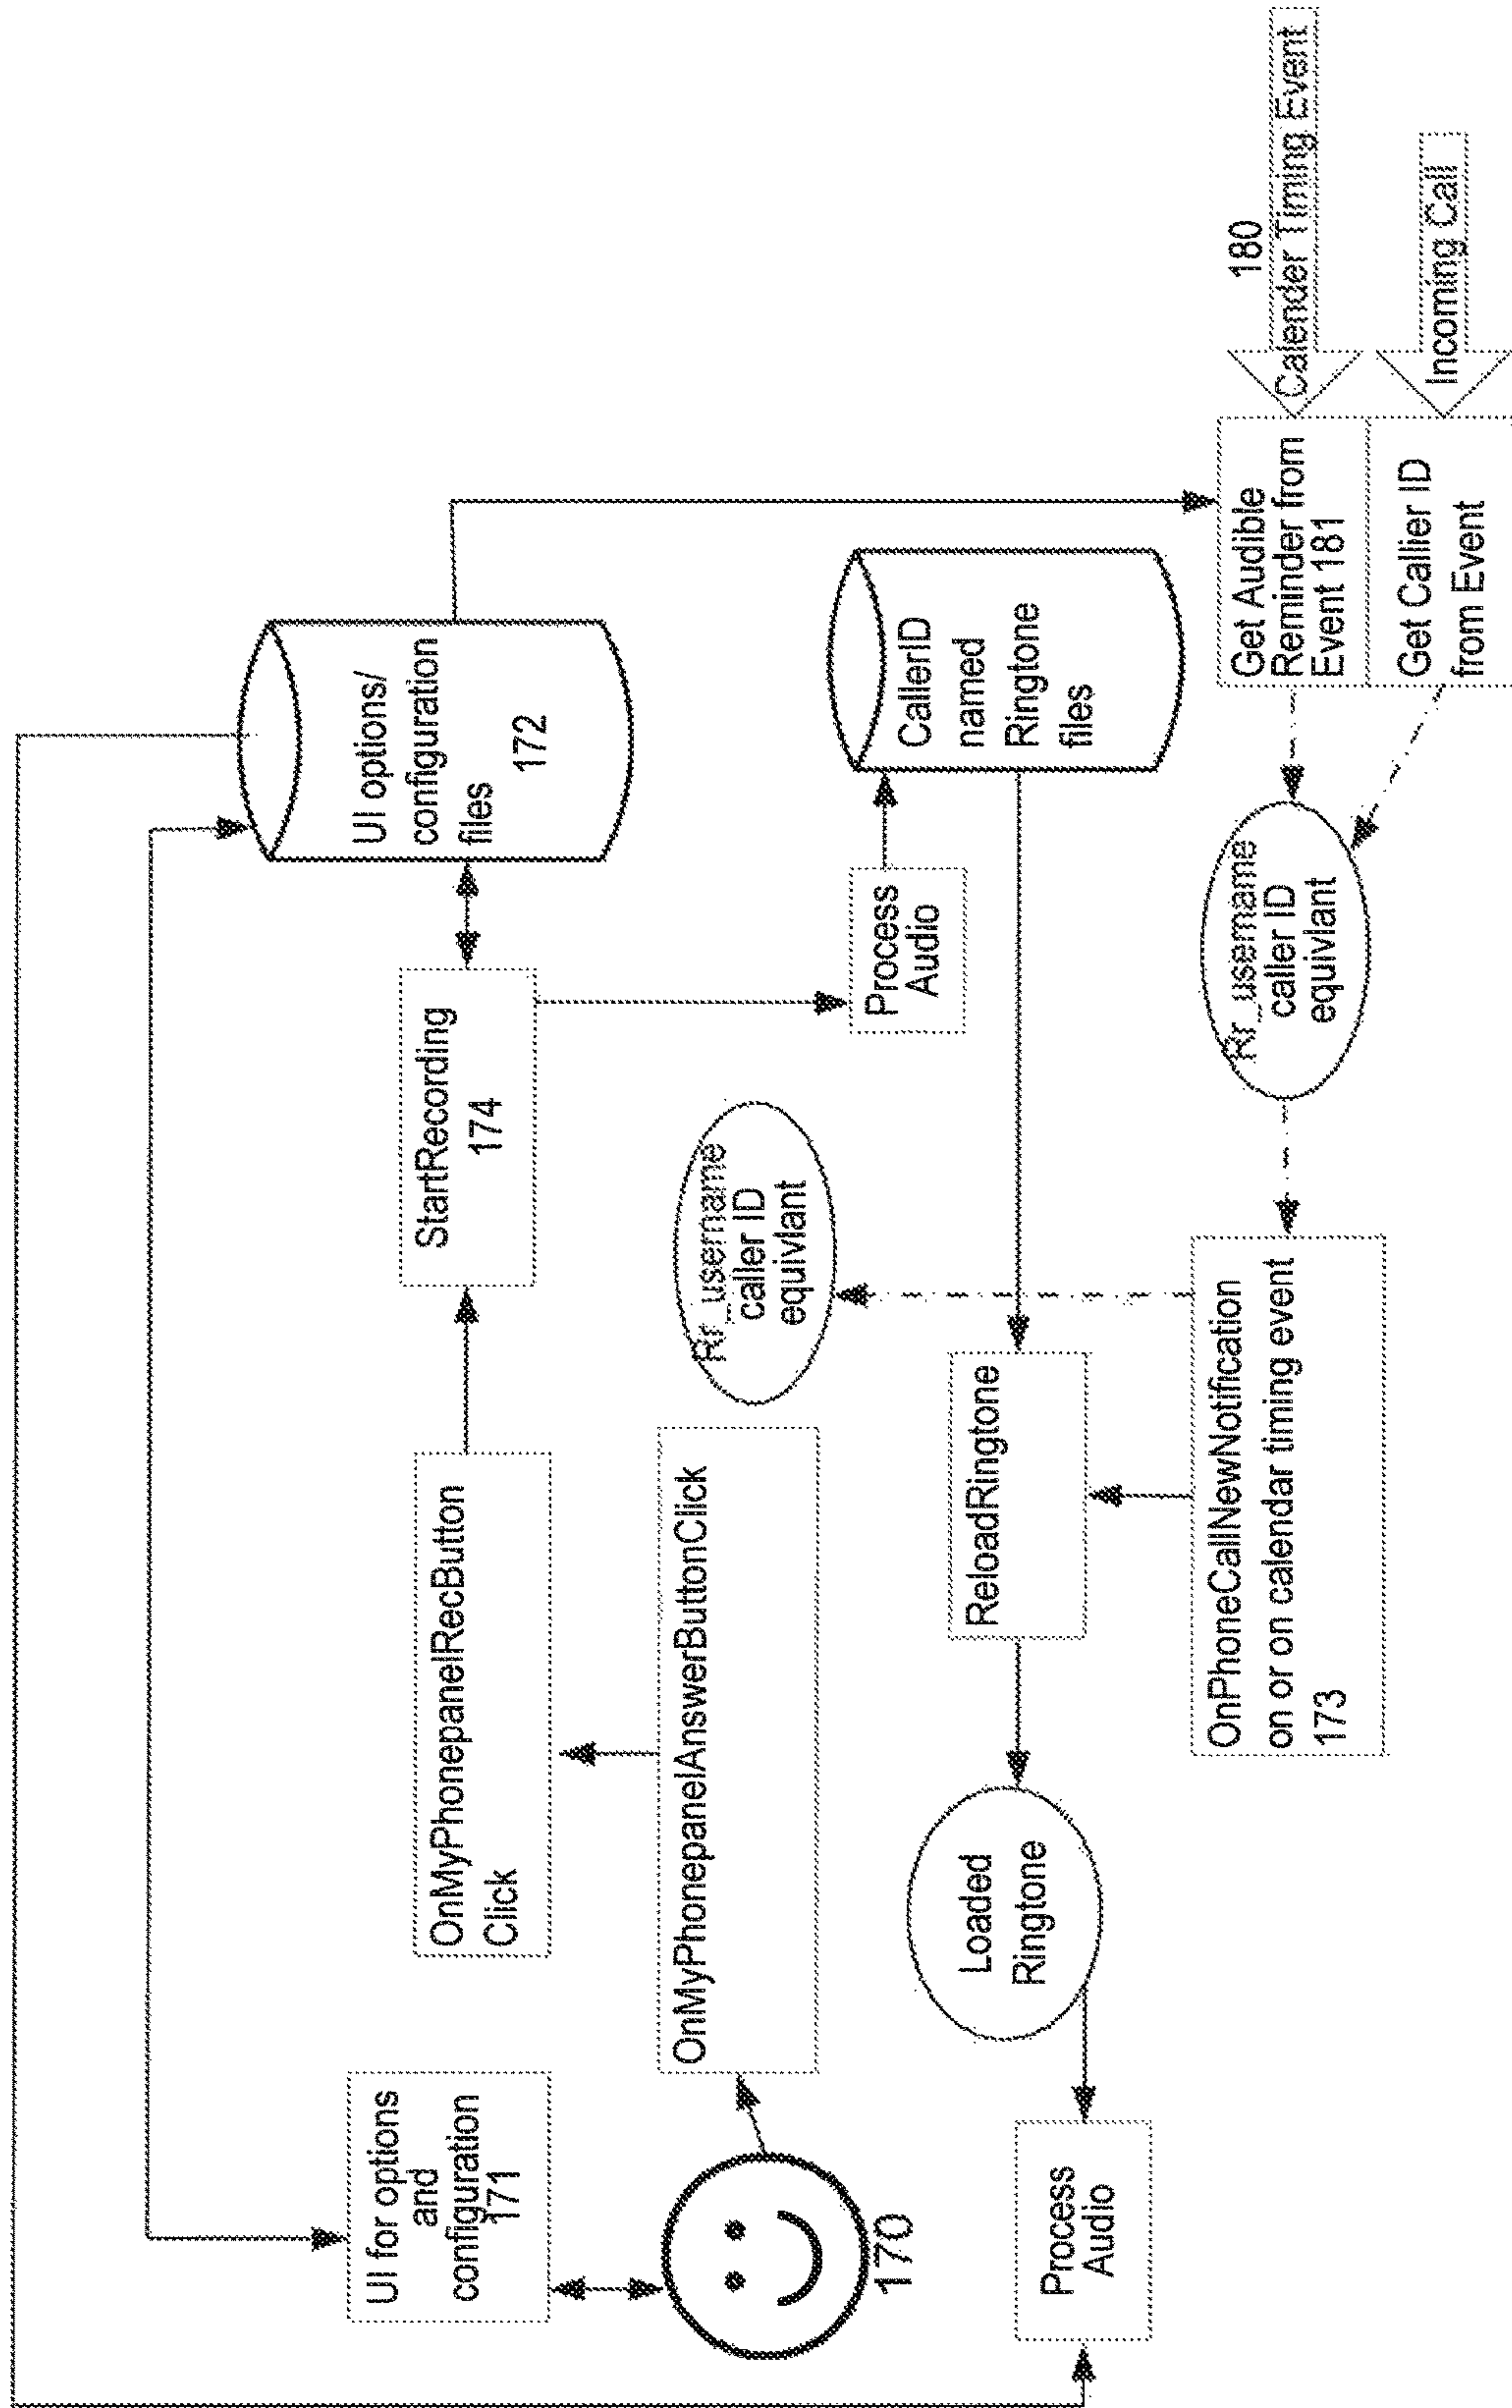 UI for options
and
configuration
171
170
OnMyPhonepanelRecButton
Click
OnMyPhonepanelAnswerButtonClick
StartRecording
174
UI options/
configuration
files
172
Rr_username
caller ID
equivlant
Process
Audio
CallerID
named
Ringtone
files
ReloadRingtone
Loaded
Ringtone
Process
Audio
OnPhoneCallNewNotification
on or on calendar timing event
173
Rr_username
caller ID
equivlant
Get Audible
Reminder from
Event 181
Get Callier ID
from Event
180
Calender Timing Event
Incoming Call